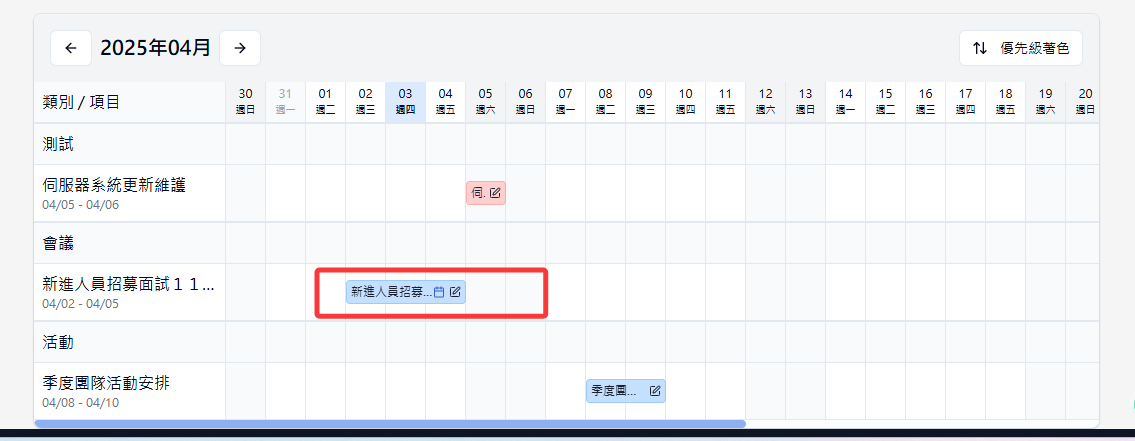 2025年04月
優先級著色
類別 / 項目
30 31 01 02 03 04 05 06 07 08 09 10 11 12 13 14 15 16 17 18 19 20
週日 週一 週二 週三 週四 週五 週六 週日 週一 週二 週三 週四 週五 週六 週日 週一 週二 週三 週四 週五 週六 週日
測試
伺服器系統更新維護
04/05 - 04/06
伺.
會議
新進人員招募面試１１...
04/02 - 04/05
新進人員招募...
活動
季度團隊活動安排
04/08 - 04/10
季度團...